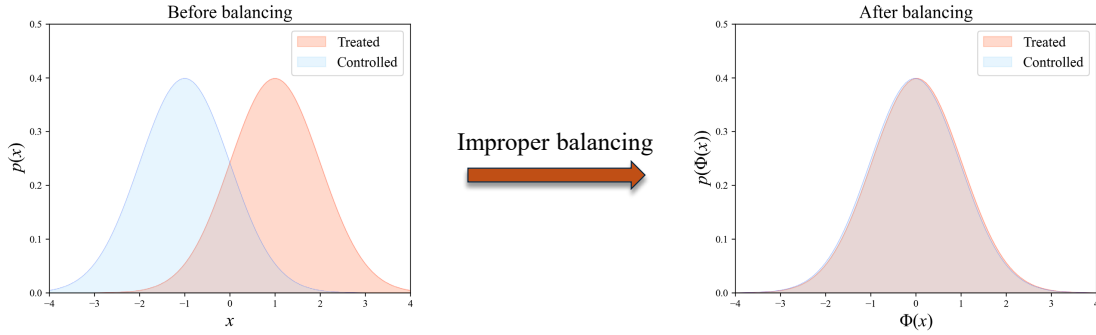 Before balancing
0.5
0.4
0.3
0.2
0.1
0.0
p(x)
−4 −3 −2 −1 0 1 2 3 4
x
Treated
Controlled
Improper balancing
After balancing
0.5
0.4
0.3
0.2
0.1
0.0
p(Φ(x))
−4 −3 −2 −1 0 1 2 3 4
Φ(x)
Treated
Controlled